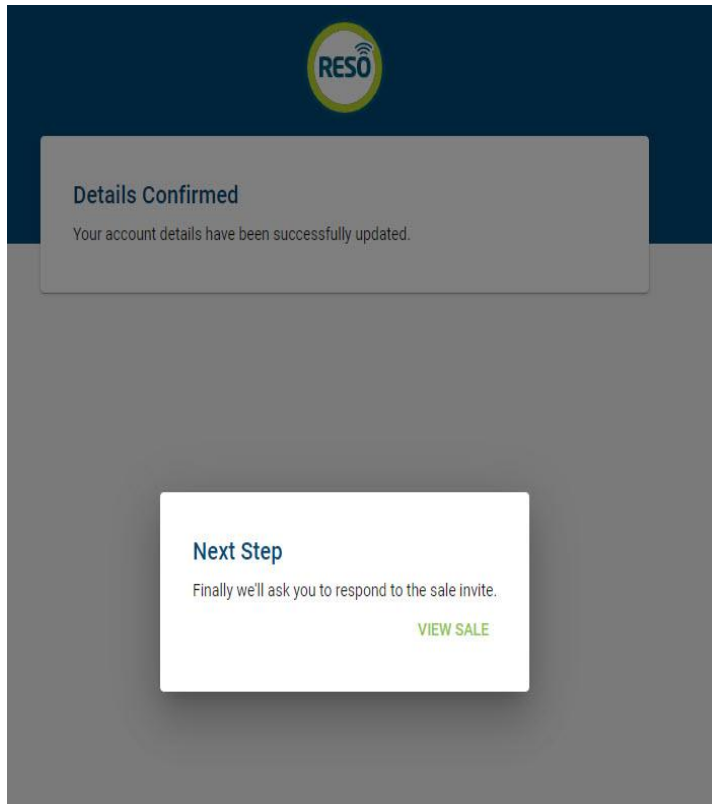 RESO
Details Confirmed
Your account details have been successfully updated.
Next Step
Finally we'll ask you to respond to the sale invite.
VIEW SALE